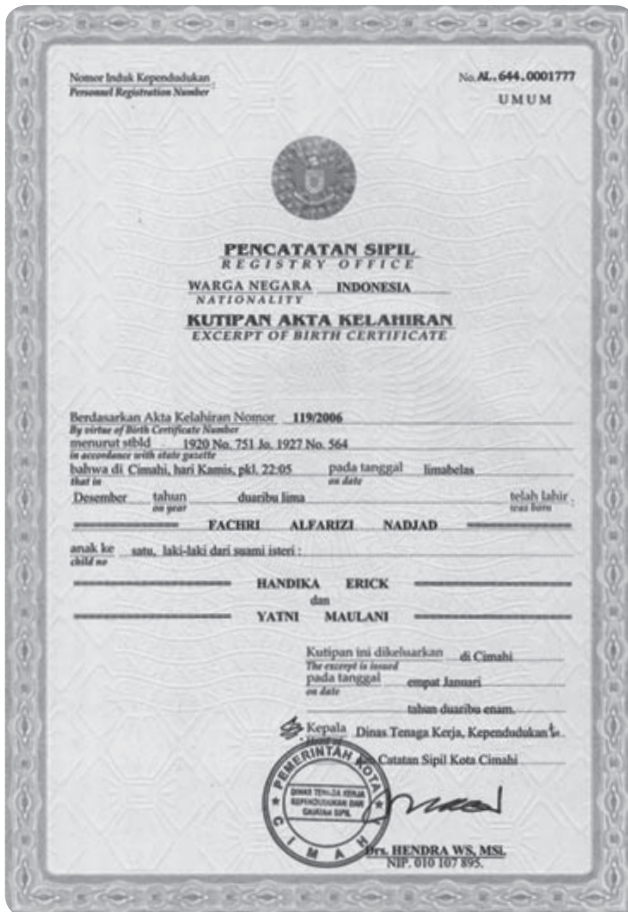 Nomor Induk Kependudukan :
Personnel Registration Number
No. AL. 644.0001777
UMUM
PENCATATAN SIPIL
REGISTRY OFFICE
WARGA NEGARA INDONESIA
NATIONALITY
KUTIPAN AKTA KELAHIRAN
EXCERPT OF BIRTH CERTIFICATE
Berdasarkan Akta Kelahiran Nomor 119/2006
By virtue of Birth Certificate Number
menurut stbld 1920 No. 751 Jo. 1927 No. 564
in accordance with state gazette
bahwa di Cimahi, hari Kamis, pkl. 22:05 pada tanggal limabelas
that in on date
Desember tahun duaribu lima telah lahir :
on year was born
FACHRI ALFARIZI NADJAD
anak ke satu, laki-laki dari suami isteri :
child no
HANDIKA ERICK
dan
YATNI MAULANI
Kutipan ini dikeluarkan di Cimahi
The excerpt is issued
pada tanggal empat Januari
on date
tahun duaribu enam.
Kepala Dinas Tenaga Kerja, Kependudukan
Catatan Sipil Kota Cimahi
PEMERINTAH KOTA
DINAS TENAGA KERJA
KEPENDUDUKAN DAN
CATATAN SIPIL
CIMAHI
Drs. HENDRA WS, MSi.
NIP. 010 107 895.